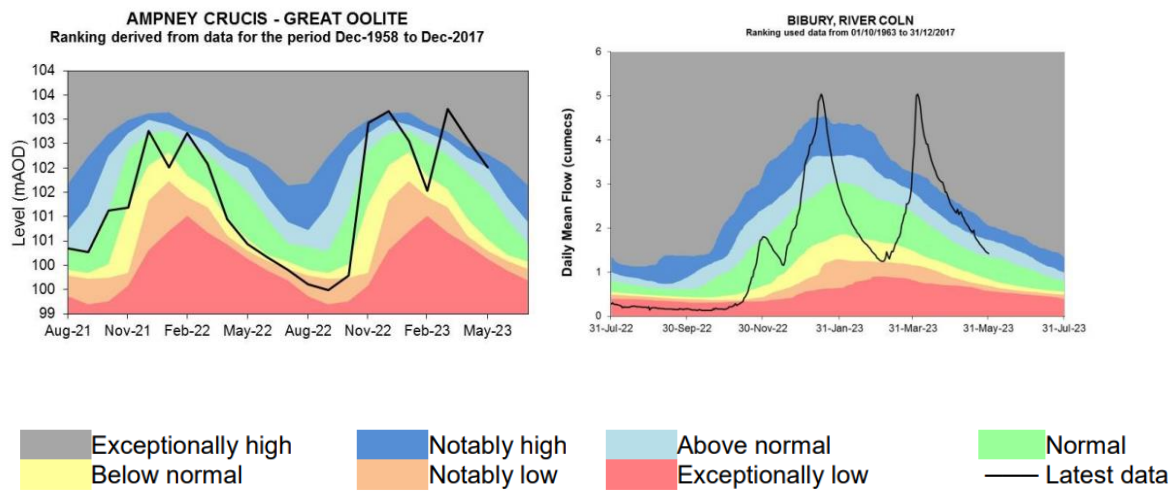 AMPNEY CRUCIS - GREAT OOLITE
Ranking derived from data for the period Dec-1958 to Dec-2017
Level (mAOD)
104
104
103
102
102
101
101
100
100
99
Aug-21 Nov-21 Feb-22 May-22 Aug-22 Nov-22 Feb-23 May-23
BIBURY, RIVER COLN
Ranking used data from 01/10/1963 to 31/12/2017
Daily Mean Flow (cumecs)
6
5
4
3
2
1
0
31-Jul-22 30-Sep-22 30-Nov-22 31-Jan-23 31-Mar-23 31-May-23 31-Jul-23
Exceptionally high Notably high Above normal Normal
Below normal Notably low Exceptionally low Latest data